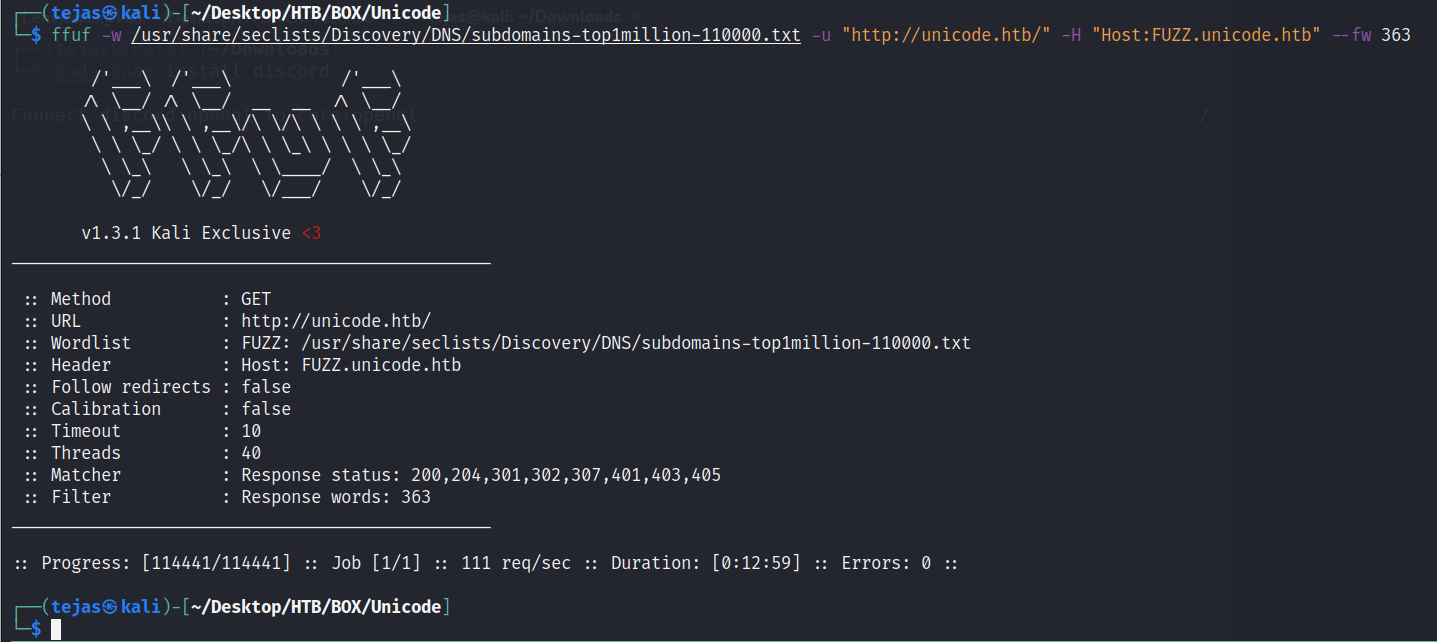 ┌──(tejas㉿kali)-[~/Desktop/HTB/BOX/Unicode]
└─$ ffuf -w /usr/share/seclists/Discovery/DNS/subdomains-top1million-110000.txt -u "http://unicode.htb/" -H "Host:FUZZ.unicode.htb" --fw 363
v1.3.1 Kali Exclusive <3
________________________________________________
:: Method : GET
:: URL : http://unicode.htb/
:: Wordlist : FUZZ: /usr/share/seclists/Discovery/DNS/subdomains-top1million-110000.txt
:: Header : Host: FUZZ.unicode.htb
:: Follow redirects : false
:: Calibration : false
:: Timeout : 10
:: Threads : 40
:: Matcher : Response status: 200,204,301,302,307,401,403,405
:: Filter : Response words: 363
________________________________________________
:: Progress: [114441/114441] :: Job [1/1] :: 111 req/sec :: Duration: [0:12:59] :: Errors: 0 ::
┌──(tejas㉿kali)-[~/Desktop/HTB/BOX/Unicode]
└─$